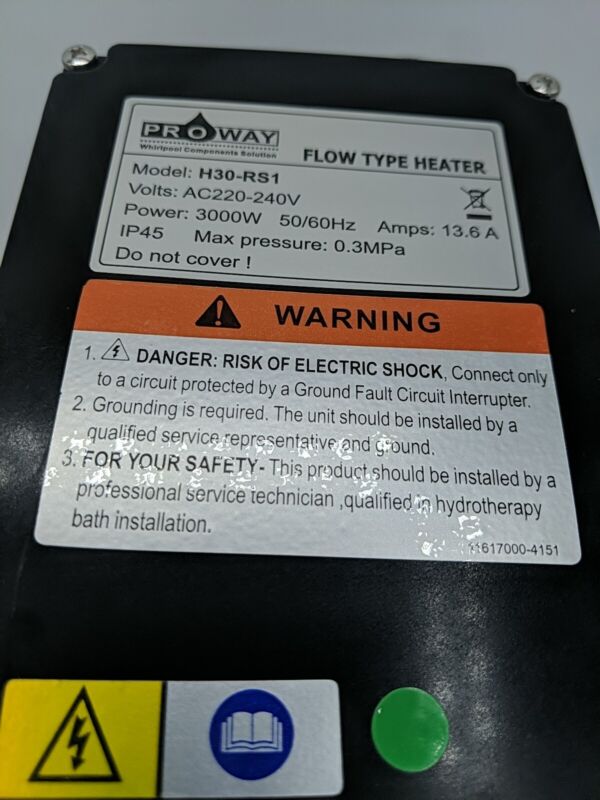 PROWAY
Whirlpool Components Solution
FLOW TYPE HEATER
Model: H30-RS1
Volts: AC220-240V
Power: 3000W 50/60Hz Amps: 13.6 A
IP45 Max pressure: 0.3MPa
Do not cover !
WARNING
1. DANGER: RISK OF ELECTRIC SHOCK, Connect only
to a circuit protected by a Ground Fault Circuit Interrupter.
2. Grounding is required. The unit should be installed by a
qualified service representative and ground.
3. FOR YOUR SAFETY- This product should be installed by a
professional service technician ,qualified in hydrotherapy
bath installation.
11617000-4151